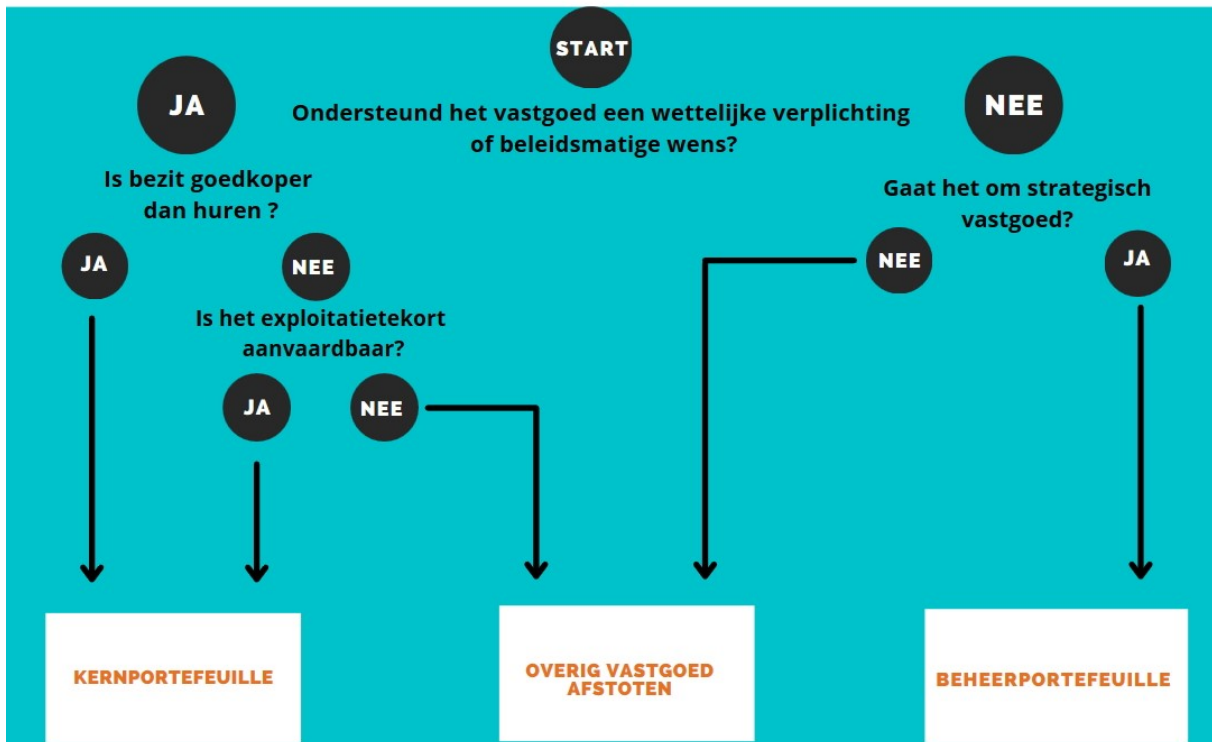 START
Ondersteund het vastgoed een wettelijke verplichting
of beleidsmatige wens?
JA
Is bezit goedkoper
dan huren ?
JA
NEE
Is het exploitatietekort
aanvaardbaar?
JA
NEE
NEE
Gaat het om strategisch
vastgoed?
NEE
JA
KERNPORTEFEUILLE
OVERIG VASTGOED
AFSTOTEN
BEHEERPORTEFEUILLE